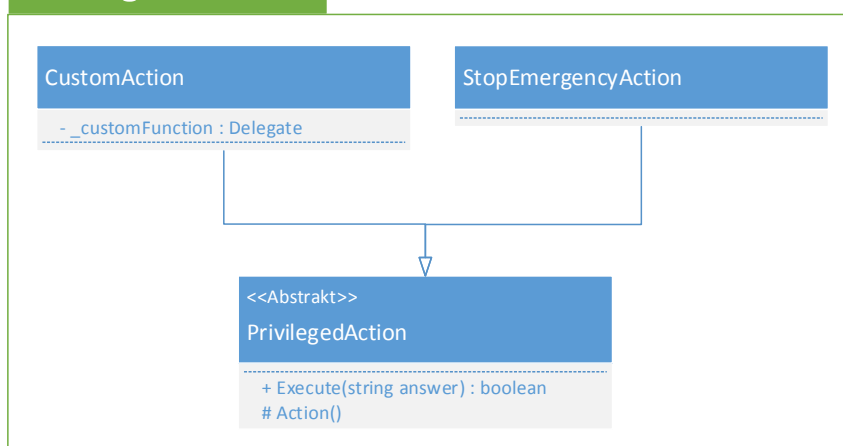 CustomAction
- _customFunction : Delegate
StopEmergencyAction
<<Abstrakt>>
PrivilegedAction
+ Execute(string answer) : boolean
# Action()